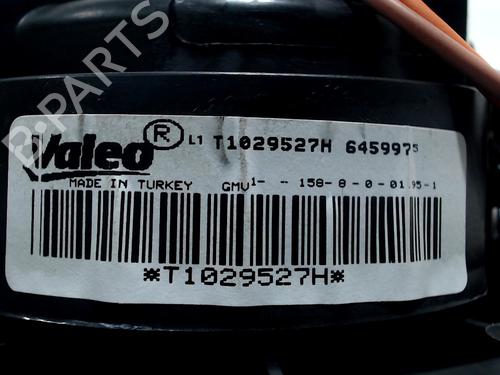 Valeo ® L1 T1029527H 6459975
MADE IN TURKEY GMV1- - 158-8-0-01.95-1
*T1029527H*
B-PARTS